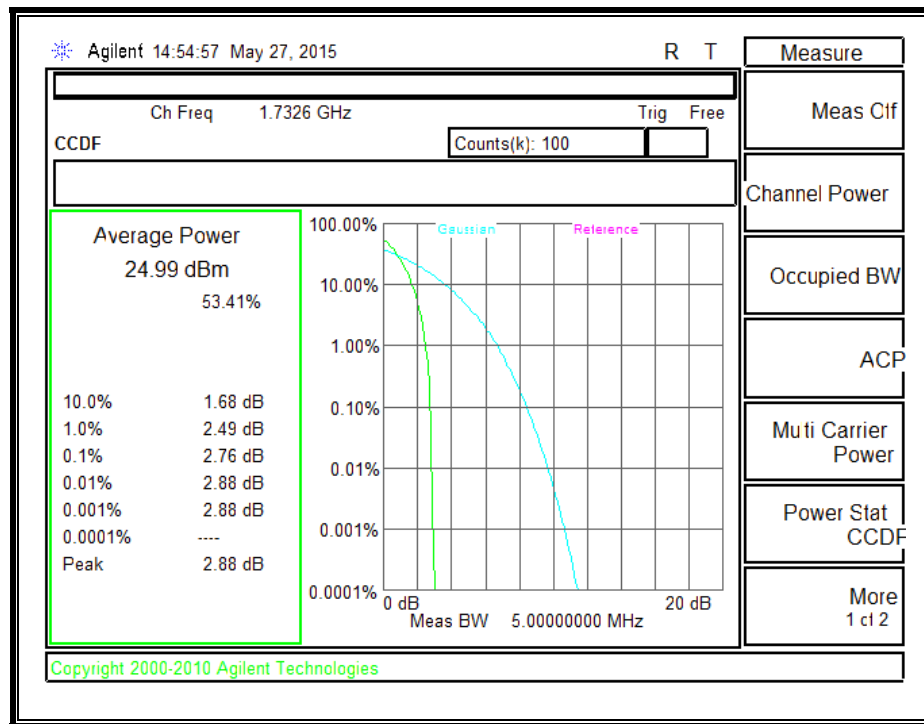 Agilent 14:54:57 May 27, 2015 R T
Ch Freq 1.7326 GHz Trig Free
CCDF Counts(k): 100
Average Power
24.99 dBm
53.41%
10.0% 1.68 dB
1.0% 2.49 dB
0.1% 2.76 dB
0.01% 2.88 dB
0.001% 2.88 dB
0.0001% ----
Peak 2.88 dB
Gaussian Reference
100.00%
10.00%
1.00%
0.10%
0.01%
0.001%
0.0001%
0 dB 20 dB
Meas BW 5.00000000 MHz
Measure
Meas Off
Channel Power
Occupied BW
ACP
Multi Carrier
Power
Power Stat
CCDF
More
1 of 2
Copyright 2000-2010 Agilent Technologies